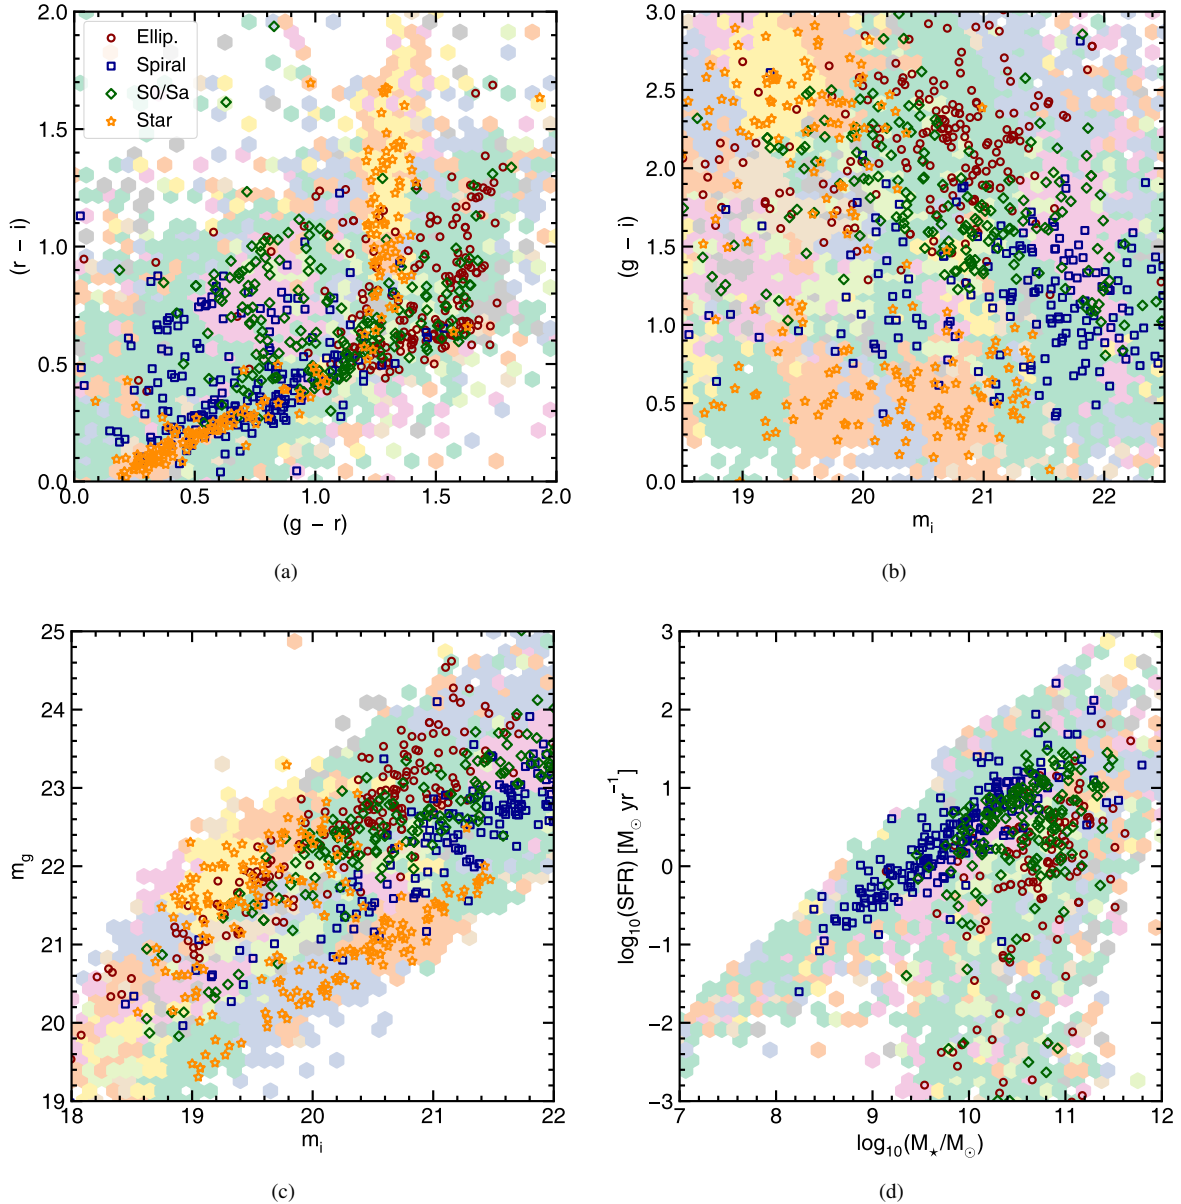 2.0
1.5
1.0
0.5
0.0
(r − i)
Ellip.
Spiral
S0/Sa
Star
0.0 0.5 1.0 1.5 2.0
(g − r)
(a)
3.0
2.5
2.0
1.5
1.0
0.5
0.0
(g − i)
19 20 21 22
m_i
(b)
25
24
23
22
21
20
19
m_g
18 19 20 21 22
m_i
(c)
3
2
1
0
−1
−2
−3
log₁₀(SFR) [M☉ yr⁻¹]
7 8 9 10 11 12
log₁₀(M⋆/M☉)
(d)